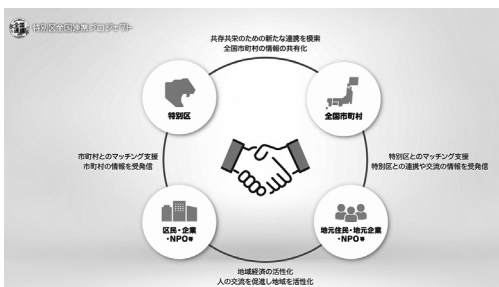 特別区全国連携プロジェクト
共存共栄のための新たな連携を模索
全国市町村の情報の共有化
特別区
全国市町村
市町村とのマッチング支援
市町村の情報を受発信
特別区とのマッチング支援
特別区との連携や交流の情報を受発信
区民・企業
・NPO等
地元住民・地元企業
・NPO等
地域経済の活性化
人の交流を促進し地域を活性化